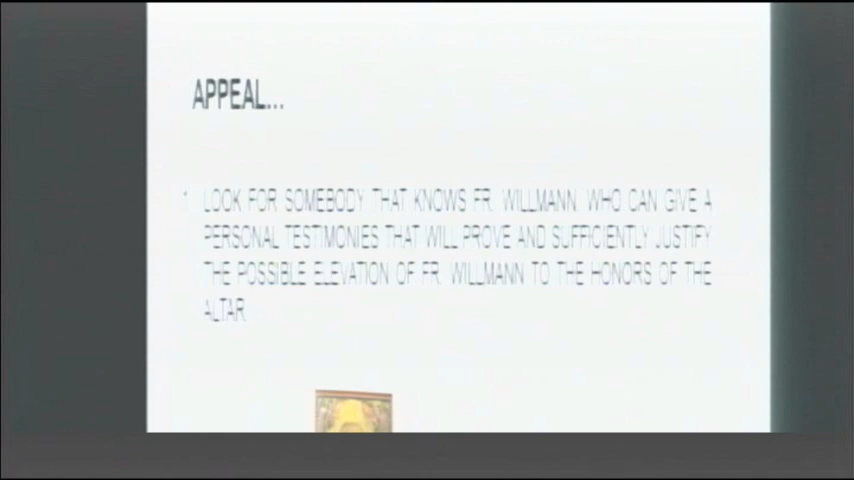 APPEAL...
1 LOOK FOR SOMEBODY THAT KNOWS FR. WILLMANN, WHO CAN GIVE A
PERSONAL TESTIMONIES THAT WILL PROVE AND SUFFICIENTLY JUSTIFY
THE POSSIBLE ELEVATION OF FR. WILLMANN TO THE HONORS OF THE
ALTAR